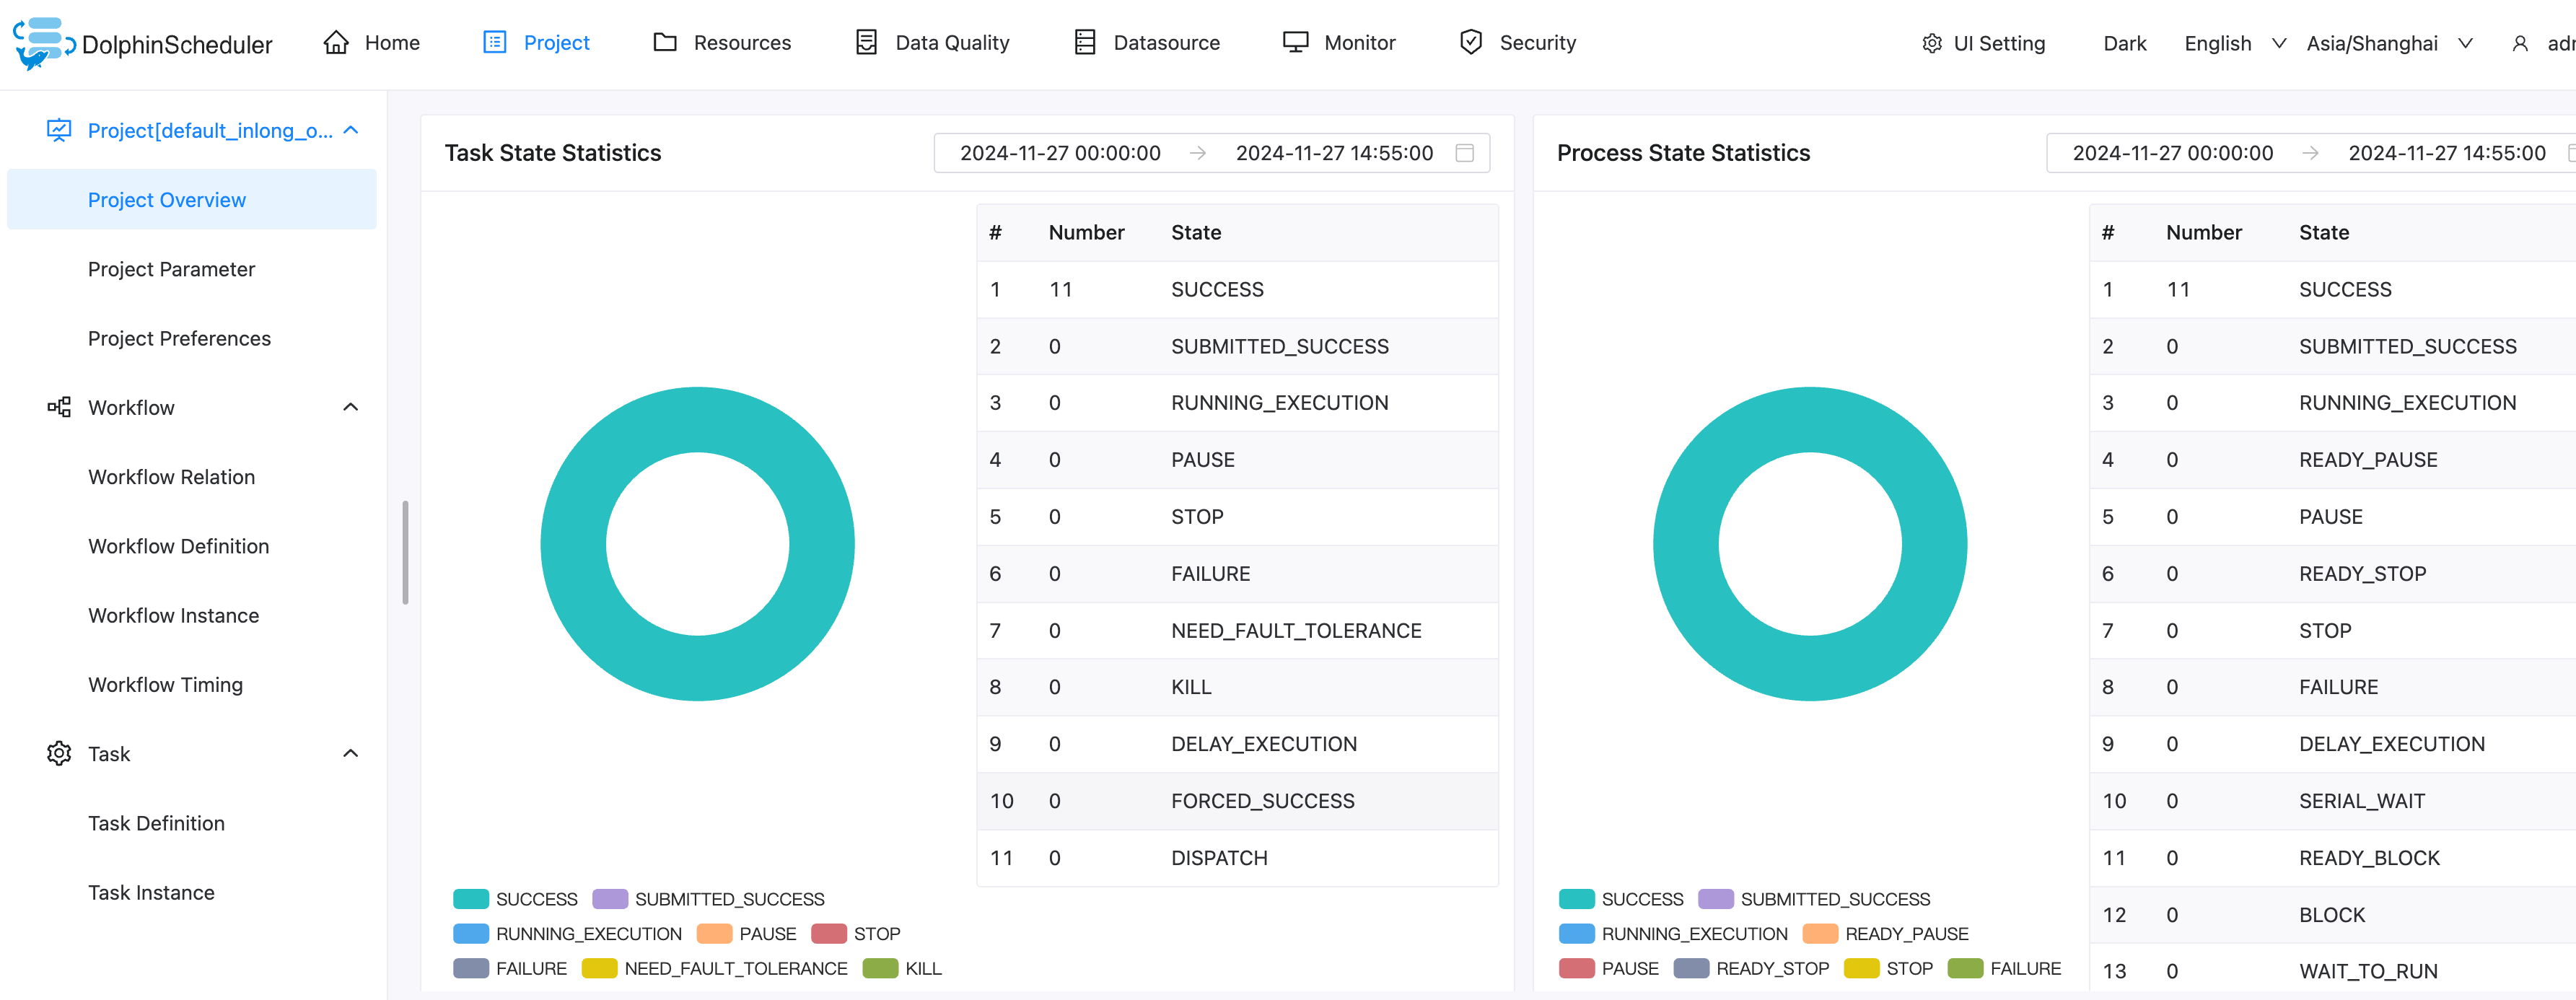 DolphinScheduler Home Project Resources Data Quality Datasource Monitor Security UI Setting Dark English Asia/Shanghai adr
Project[default_inlong_o...
Project Overview
Project Parameter
Project Preferences
Workflow
Workflow Relation
Workflow Definition
Workflow Instance
Workflow Timing
Task
Task Definition
Task Instance
Task State Statistics 2024-11-27 00:00:00 → 2024-11-27 14:55:00
# Number State
1 11 SUCCESS
2 0 SUBMITTED_SUCCESS
3 0 RUNNING_EXECUTION
4 0 PAUSE
5 0 STOP
6 0 FAILURE
7 0 NEED_FAULT_TOLERANCE
8 0 KILL
9 0 DELAY_EXECUTION
10 0 FORCED_SUCCESS
11 0 DISPATCH
SUCCESS SUBMITTED_SUCCESS
RUNNING_EXECUTION PAUSE STOP
FAILURE NEED_FAULT_TOLERANCE KILL
Process State Statistics 2024-11-27 00:00:00 → 2024-11-27 14:55:00
# Number State
1 11 SUCCESS
2 0 SUBMITTED_SUCCESS
3 0 RUNNING_EXECUTION
4 0 READY_PAUSE
5 0 PAUSE
6 0 READY_STOP
7 0 STOP
8 0 FAILURE
9 0 DELAY_EXECUTION
10 0 SERIAL_WAIT
11 0 READY_BLOCK
12 0 BLOCK
13 0 WAIT_TO_RUN
SUCCESS SUBMITTED_SUCCESS
RUNNING_EXECUTION READY_PAUSE
PAUSE READY_STOP STOP FAILURE